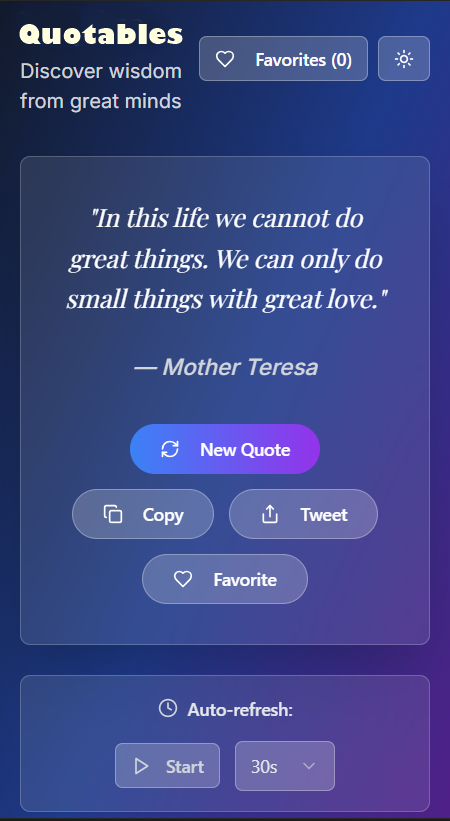 Quotables
Discover wisdom
from great minds
Favorites (0)
"In this life we cannot do
great things. We can only do
small things with great love."
— Mother Teresa
New Quote
Copy
Tweet
Favorite
Auto-refresh:
Start
30s